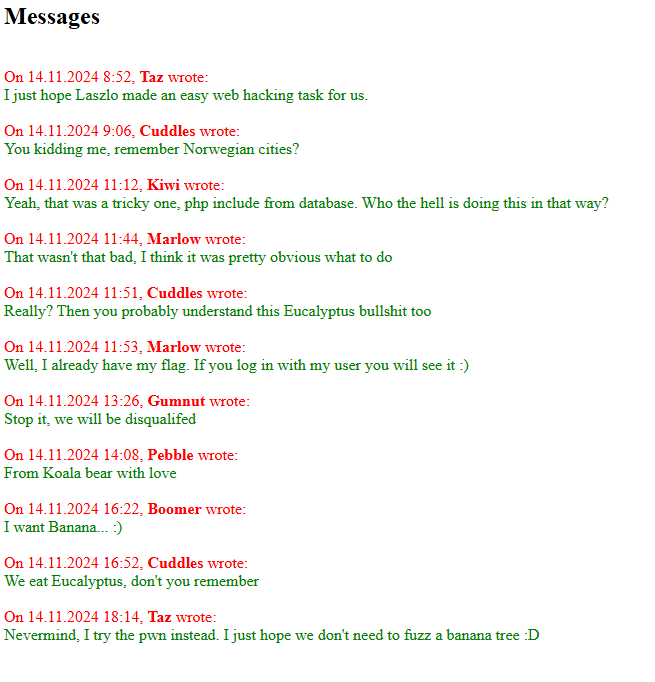 Messages
On 14.11.2024 8:52, Taz wrote:
I just hope Laszlo made an easy web hacking task for us.
On 14.11.2024 9:06, Cuddles wrote:
You kidding me, remember Norwegian cities?
On 14.11.2024 11:12, Kiwi wrote:
Yeah, that was a tricky one, php include from database. Who the hell is doing this in that way?
On 14.11.2024 11:44, Marlow wrote:
That wasn't that bad, I think it was pretty obvious what to do
On 14.11.2024 11:51, Cuddles wrote:
Really? Then you probably understand this Eucalyptus bullshit too
On 14.11.2024 11:53, Marlow wrote:
Well, I already have my flag. If you log in with my user you will see it :)
On 14.11.2024 13:26, Gumnut wrote:
Stop it, we will be disqualifed
On 14.11.2024 14:08, Pebble wrote:
From Koala bear with love
On 14.11.2024 16:22, Boomer wrote:
I want Banana... :)
On 14.11.2024 16:52, Cuddles wrote:
We eat Eucalyptus, don't you remember
On 14.11.2024 18:14, Taz wrote:
Nevermind, I try the pwn instead. I just hope we don't need to fuzz a banana tree :D